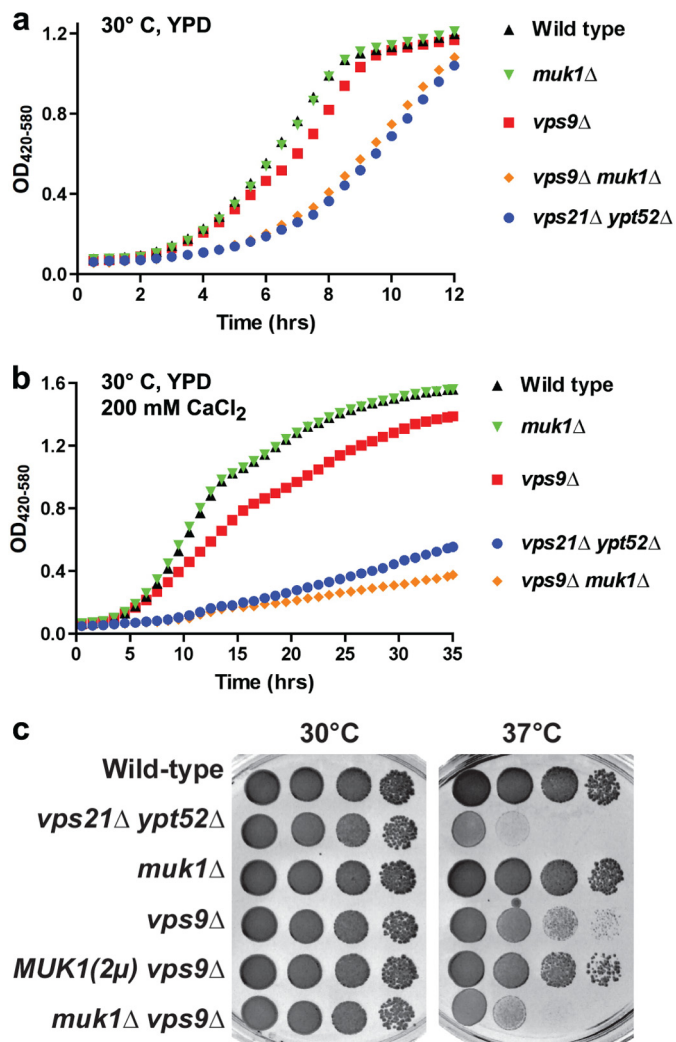 a
30° C, YPD
OD420-580
1.2
0.8
0.4
0.0
0 2 4 6 8 10 12
Time (hrs)
Wild type
muk1Δ
vps9Δ
vps9Δ muk1Δ
vps21Δ ypt52Δ
b
30° C, YPD
200 mM CaCl2
OD420-580
1.6
1.2
0.8
0.4
0.0
0 5 10 15 20 25 30 35
Time (hrs)
Wild type
muk1Δ
vps9Δ
vps21Δ ypt52Δ
vps9Δ muk1Δ
c
30°C 37°C
Wild-type
vps21Δ ypt52Δ
muk1Δ
vps9Δ
MUK1(2µ) vps9Δ
muk1Δ vps9Δ